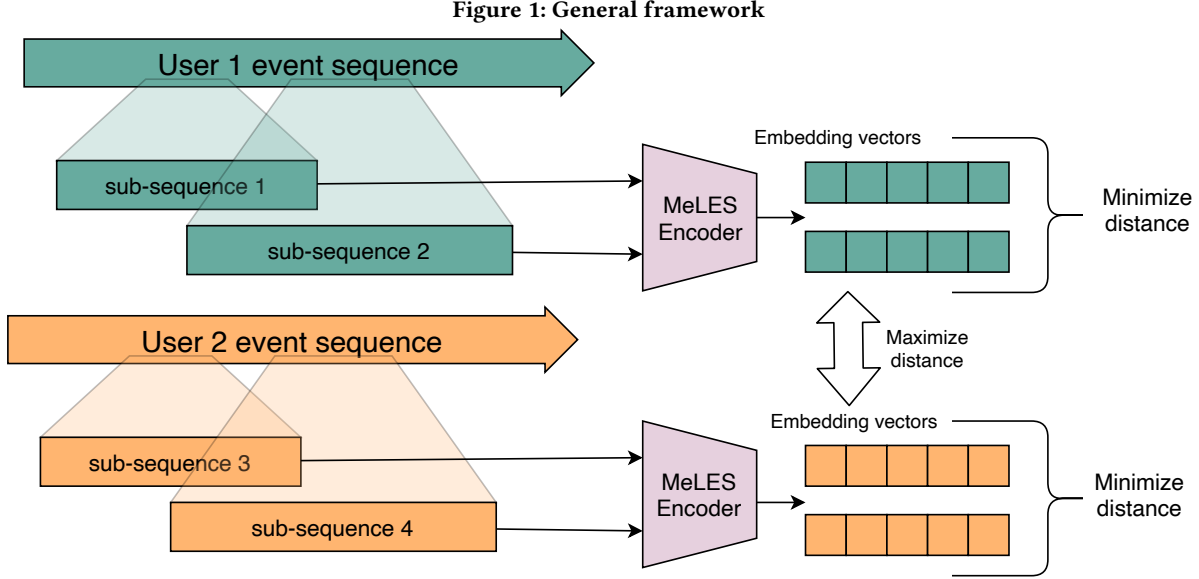 Figure 1: General framework
User 1 event sequence
sub-sequence 1
sub-sequence 2
MeLES
Encoder
Embedding vectors
Minimize
distance
Maximize
distance
User 2 event sequence
sub-sequence 3
sub-sequence 4
MeLES
Encoder
Embedding vectors
Minimize
distance